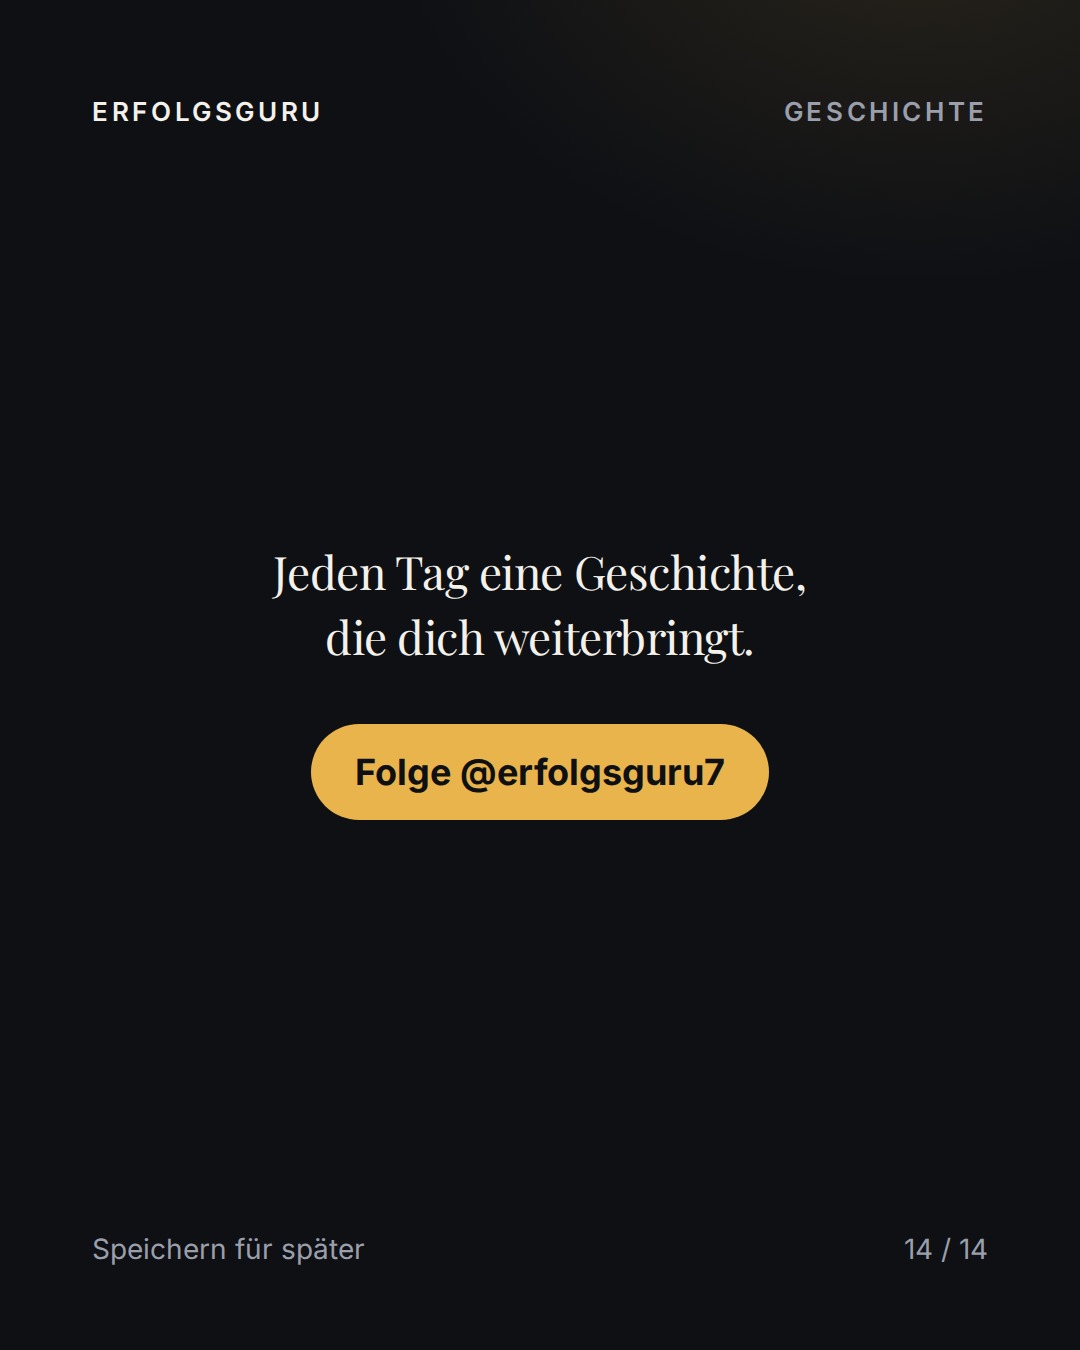 ERFOLGSGURU
GESCHICHTE
Jeden Tag eine Geschichte,
die dich weiterbringt.
Folge @erfolgsguru7
Speichern für später
14 / 14